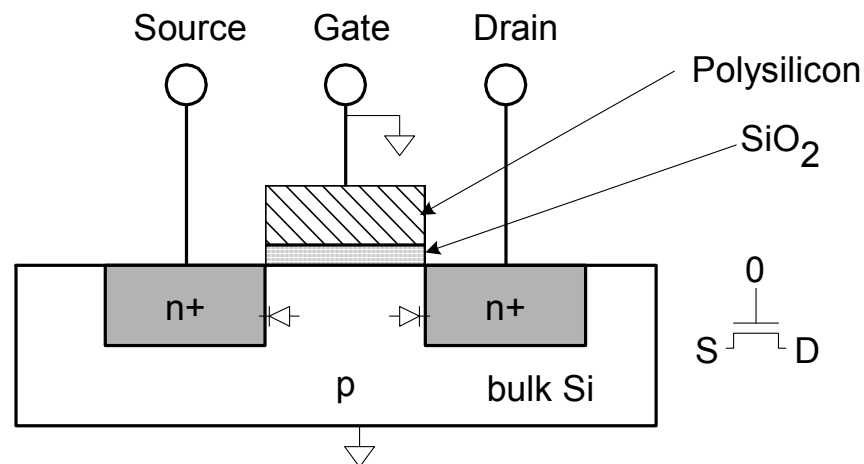 Source Gate Drain
Polysilicon
SiO2
n+ n+
0
S D
p bulk Si